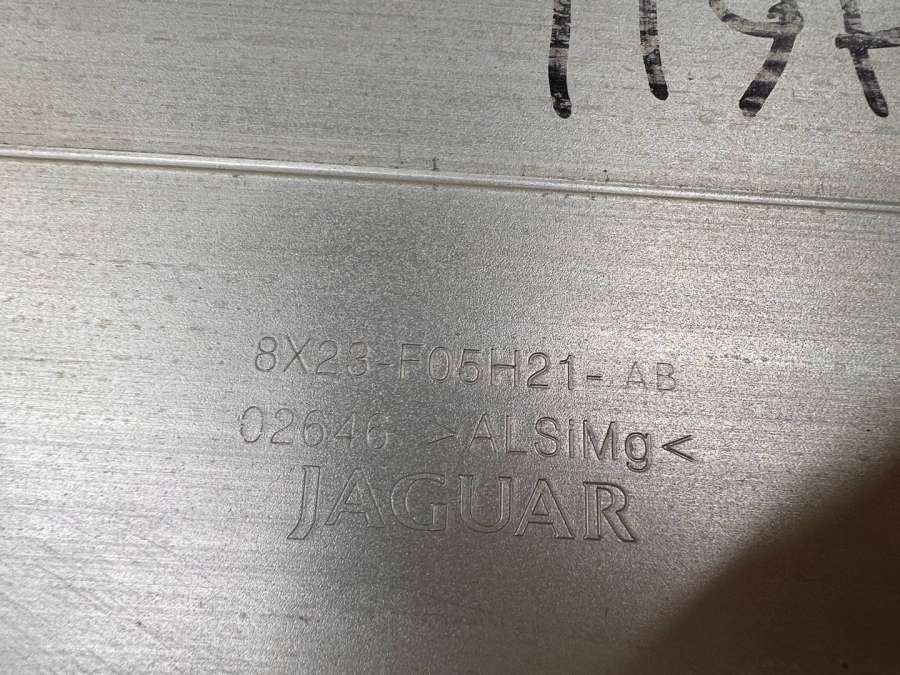 8X23-F05H21-AB
02646 >ALSiMg<
JAGUAR